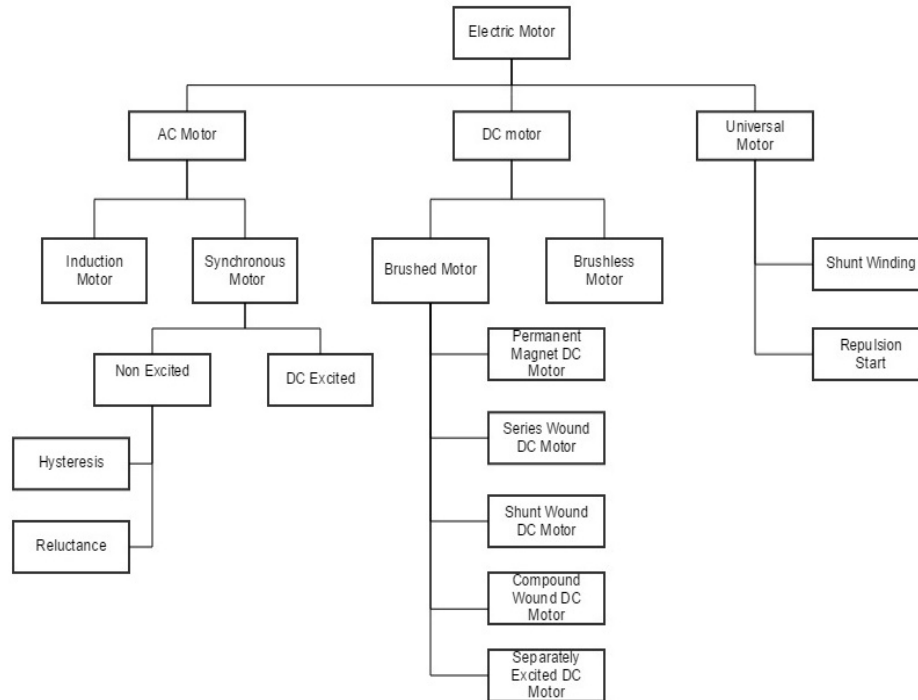 Electric Motor
AC Motor
DC motor
Universal
Motor
Induction
Motor
Synchronous
Motor
Brushed Motor
Brushless
Motor
Shunt Winding
Repulsion
Start
Non Excited
DC Excited
Permanent
Magnet DC
Motor
Hysteresis
Series Wound
DC Motor
Reluctance
Shunt Wound
DC Motor
Compound
Wound DC
Motor
Separately
Excited DC
Motor